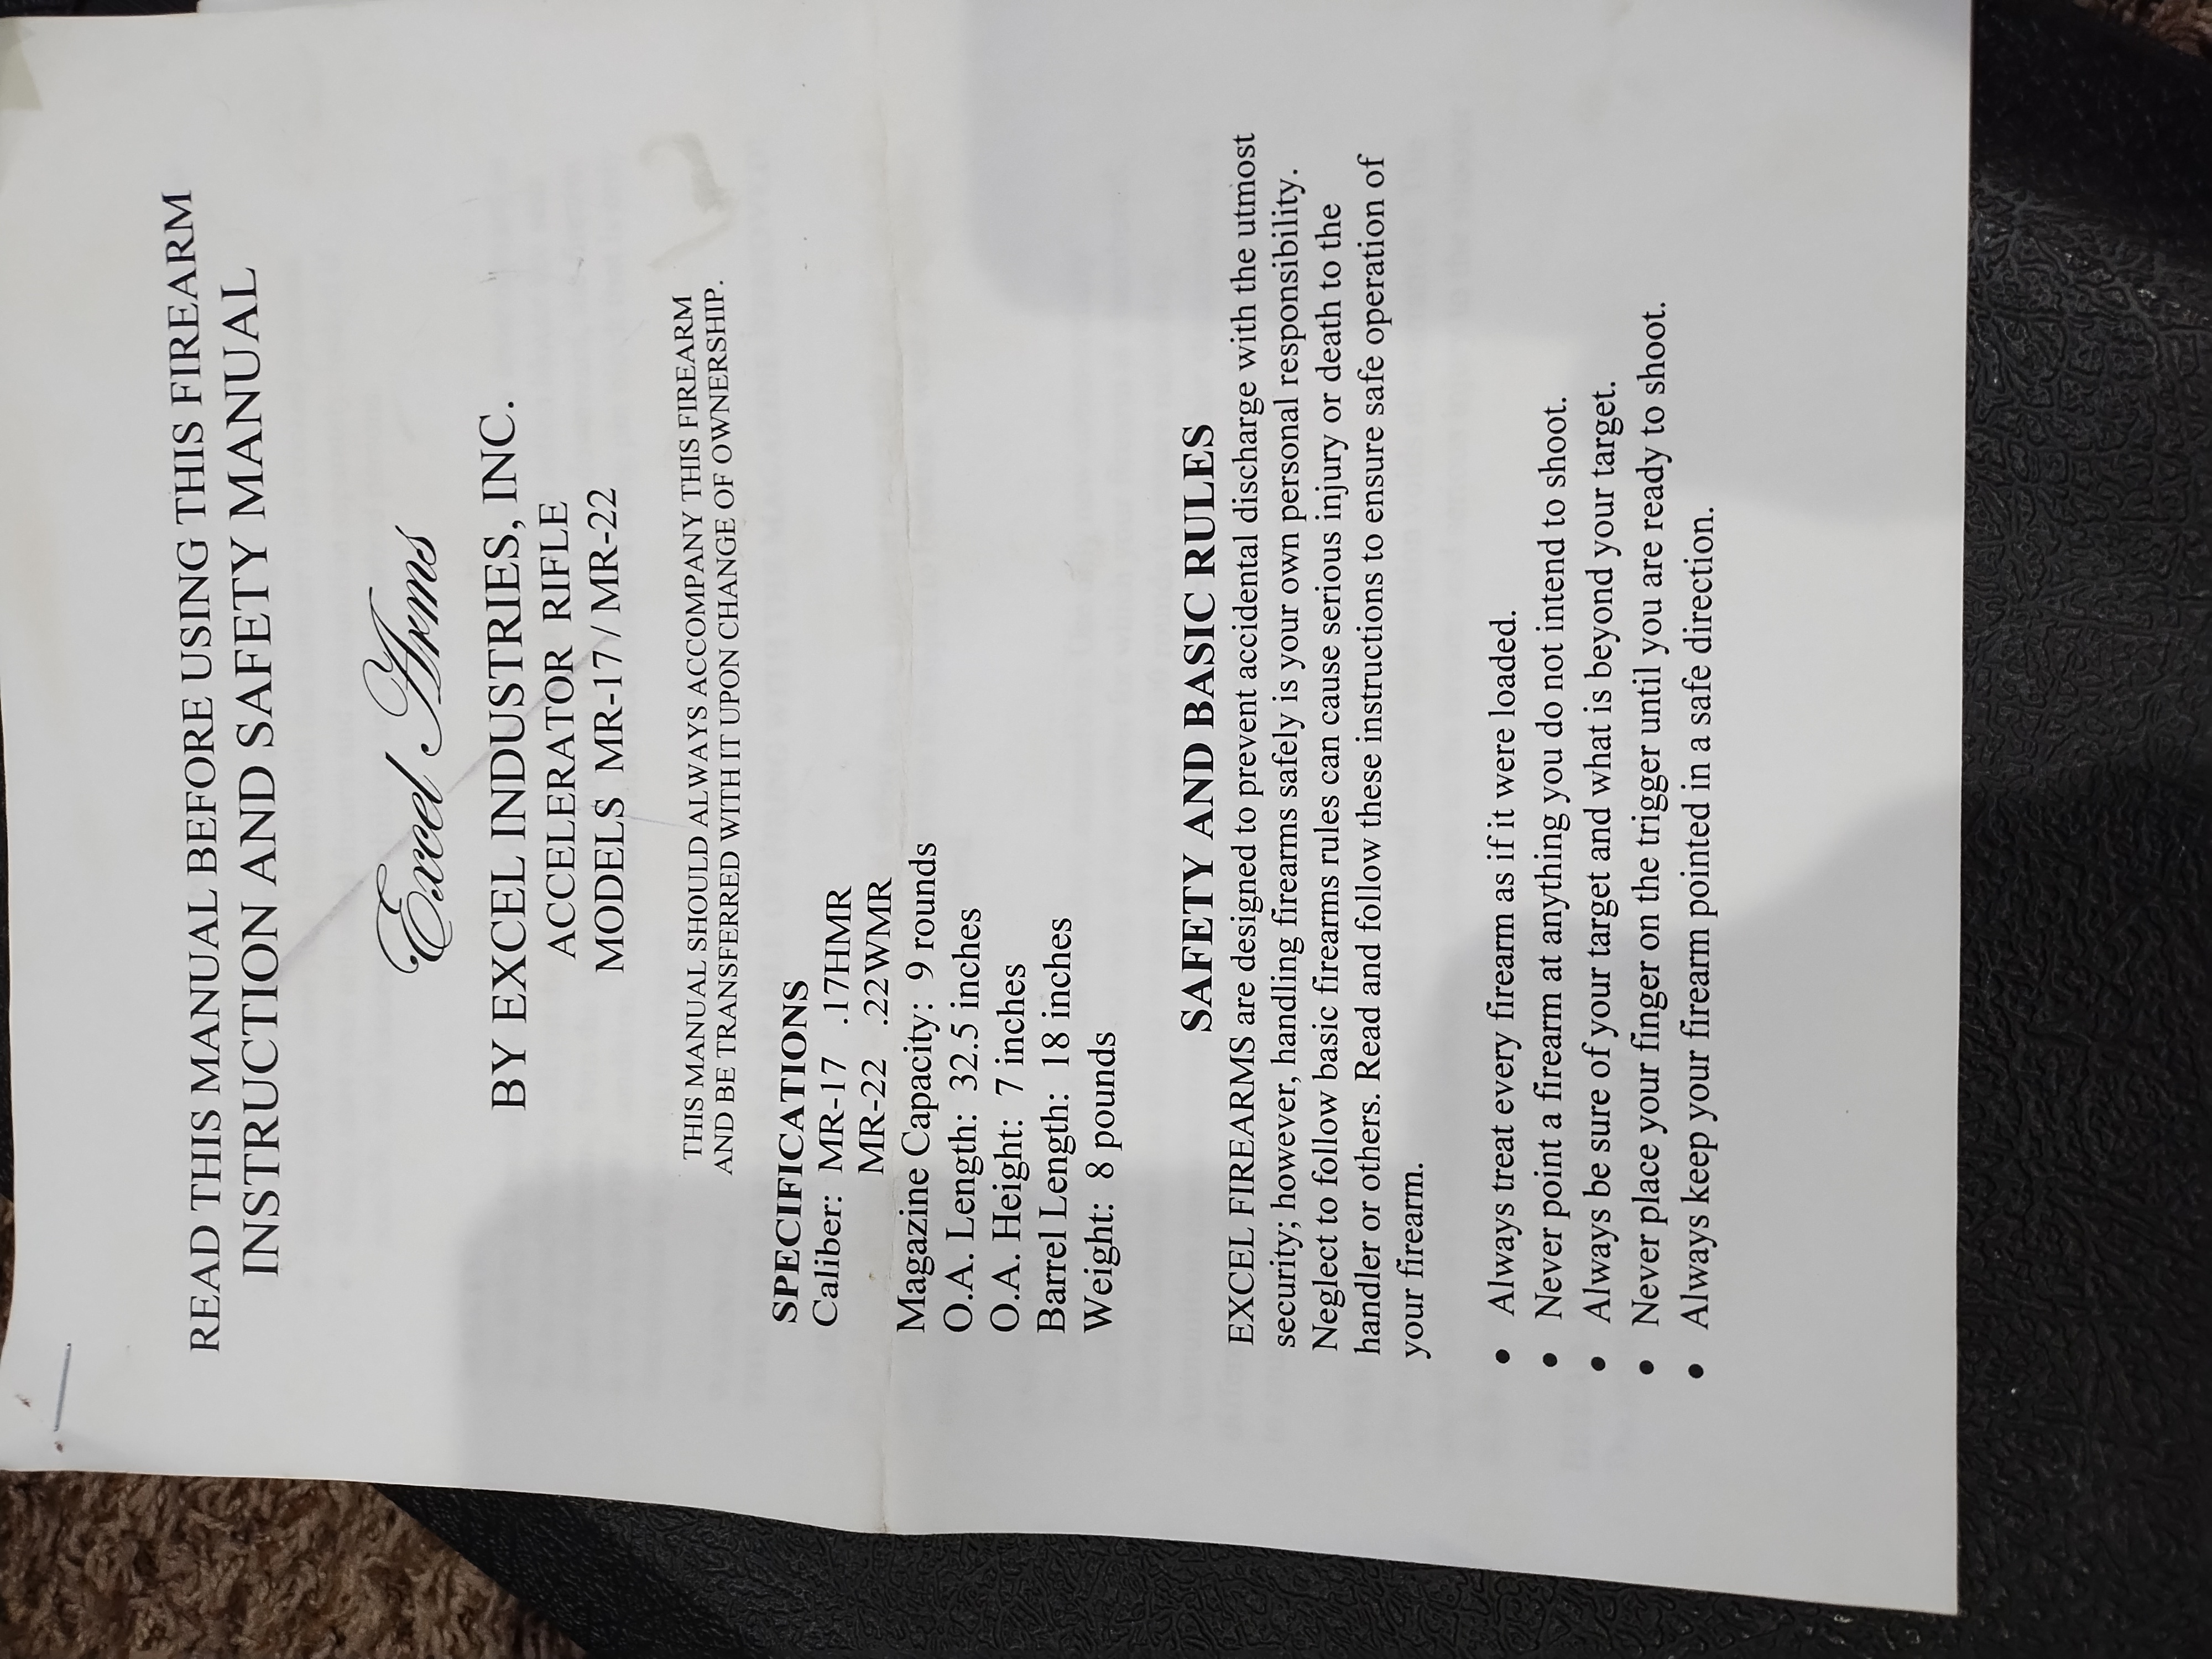 READ THIS MANUAL BEFORE USING THIS FIREARM
INSTRUCTION AND SAFETY MANUAL
Excel Arms
BY EXCEL INDUSTRIES, INC.
ACCELERATOR RIFLE
MODELS MR-17 / MR-22
THIS MANUAL SHOULD ALWAYS ACCOMPANY THIS FIREARM
AND BE TRANSFERRED WITH IT UPON CHANGE OF OWNERSHIP.
SPECIFICATIONS
Caliber: MR-17 .17HMR
MR-22 .22WMR
Magazine Capacity: 9 rounds
O.A. Length: 32.5 inches
O.A. Height: 7 inches
Barrel Length: 18 inches
Weight: 8 pounds
SAFETY AND BASIC RULES
EXCEL FIREARMS are designed to prevent accidental discharge with the utmost
security; however, handling firearms safely is your own personal responsibility.
Neglect to follow basic firearms rules can cause serious injury or death to the
handler or others. Read and follow these instructions to ensure safe operation of
your firearm.
• Always treat every firearm as if it were loaded.
• Never point a firearm at anything you do not intend to shoot.
• Always be sure of your target and what is beyond your target.
• Never place your finger on the trigger until you are ready to shoot.
• Always keep your firearm pointed in a safe direction.